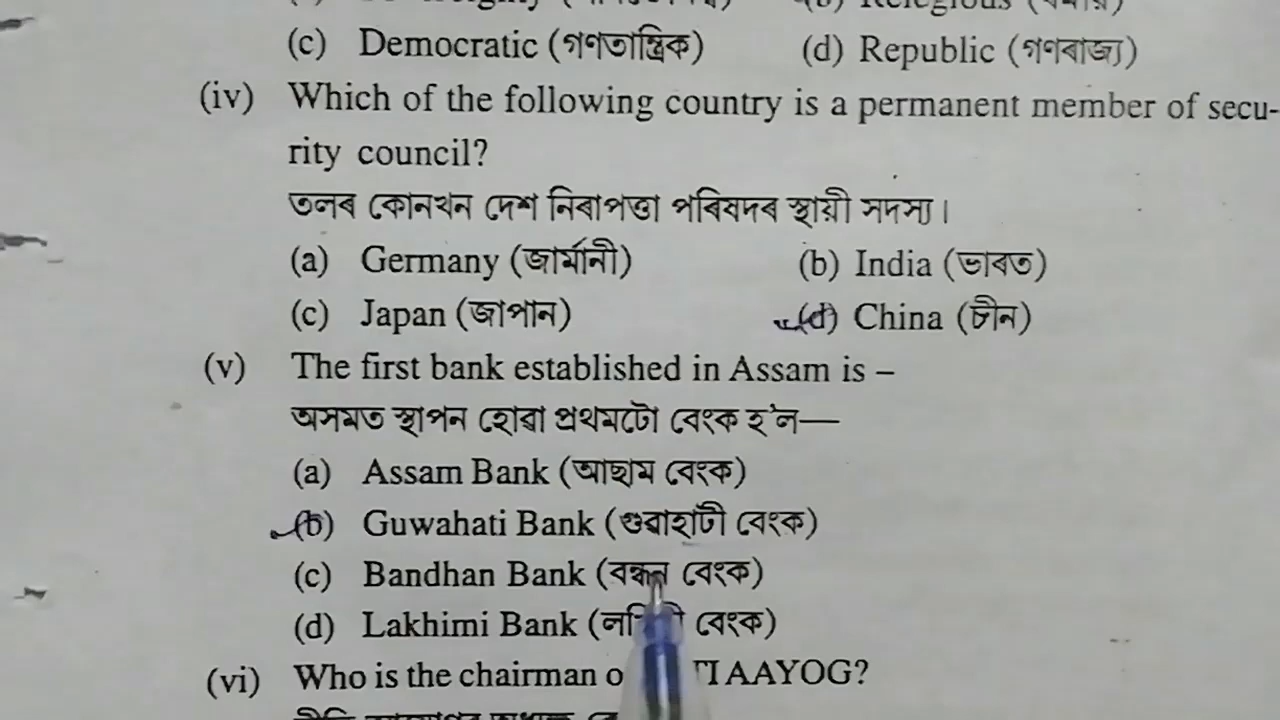 (c) Democratic (গণতান্ত্ৰিক) (d) Republic (গণৰাজ্য)
(iv) Which of the following country is a permanent member of secu-
rity council?
তলৰ কোনখন দেশ নিৰাপত্তা পৰিষদৰ স্থায়ী সদস্য।
(a) Germany (জাৰ্মানী) (b) India (ভাৰত)
(c) Japan (জাপান) (d) China (চীন)
(v) The first bank established in Assam is –
অসমত স্থাপন হোৱা প্ৰথমটো বেংক হ'ল—
(a) Assam Bank (আছাম বেংক)
(b) Guwahati Bank (গুৱাহাটী বেংক)
(c) Bandhan Bank (বন্ধন বেংক)
(d) Lakhimi Bank ( বেংক)
(vi) Who is the chairman AAYOG?